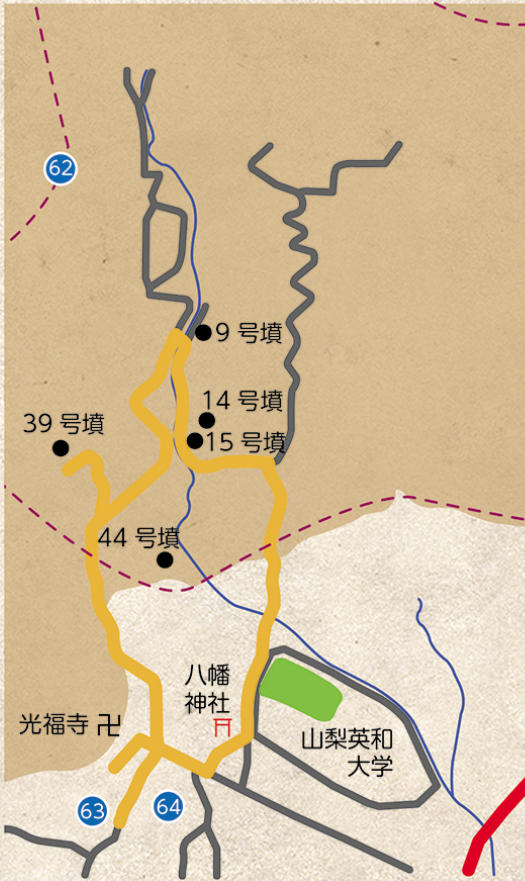 62
9 号墳
14 号墳
39 号墳
15 号墳
44 号墳
八幡
神社
光福寺 卍
山梨英和
大学
63
64